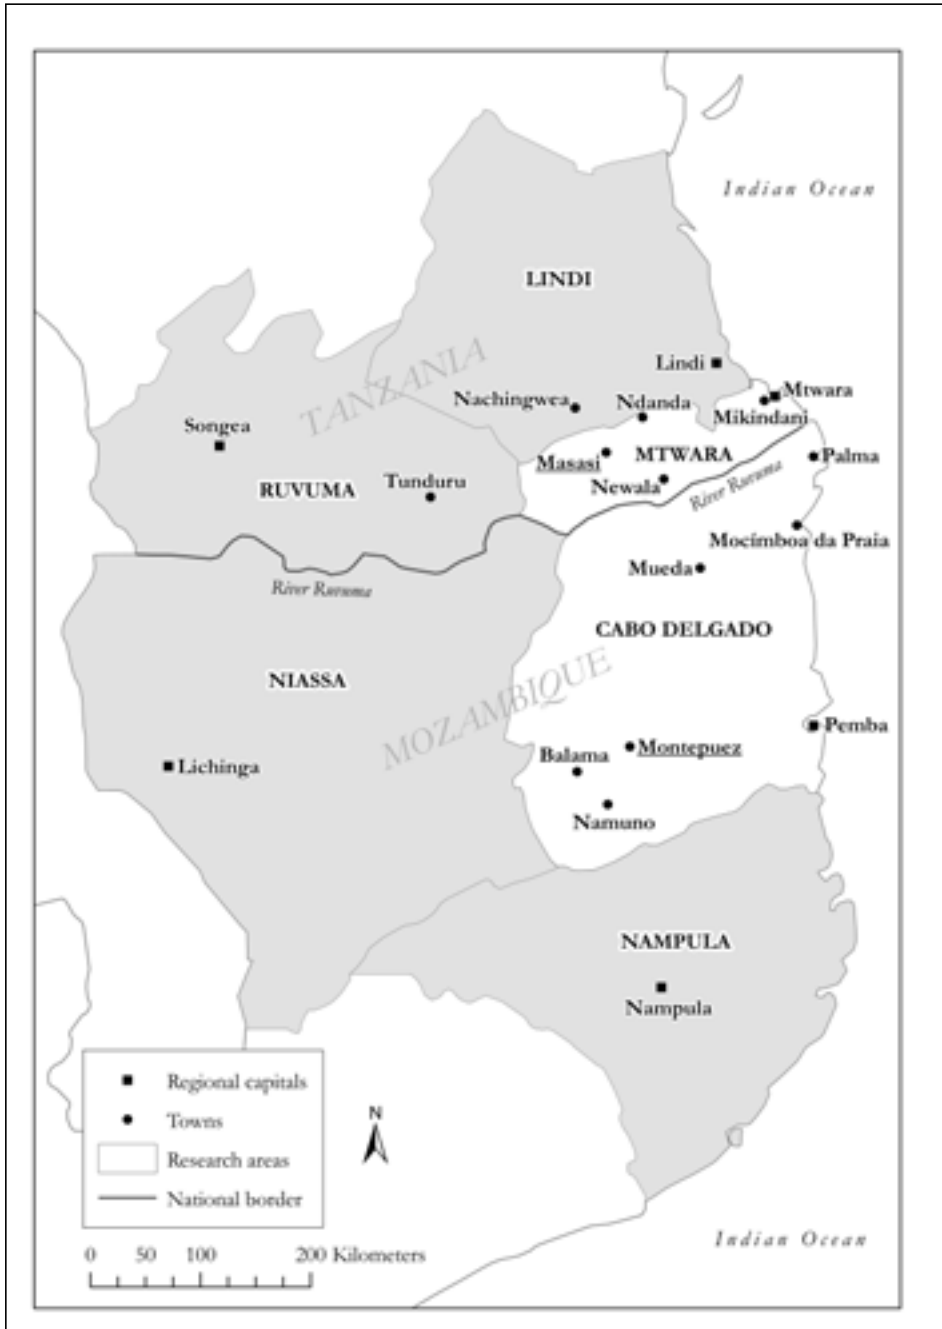 Indian Ocean
LINDI
TANZANIA
Lindi
Mtwara
Nachingwea
Ndanda
Mikindani
Songea
Masasi
MTWARA
Palma
Tunduru
RUVUMA
Newala
River Ruvuma
Mocímboa da Praia
Mueda
River Ruvuma
CABO DELGADO
NIASSA
MOZAMBIQUE
Pemba
Montepuez
Balama
Lichinga
Namuno
NAMPULA
Nampula
Regional capitals
Towns
Research areas
National border
N
Indian Ocean
0 50 100 200 Kilometers